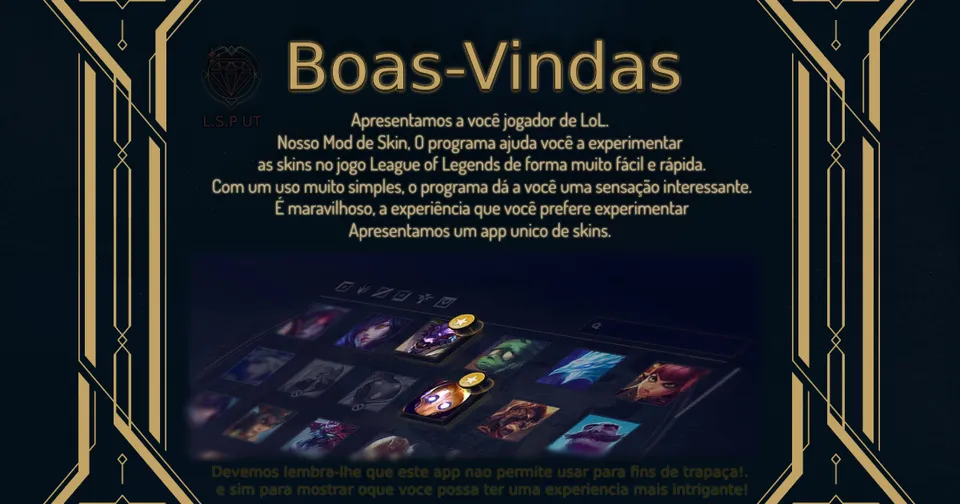 Boas-Vindas
L.S.P UT
Apresentamos a você jogador de LoL.
Nosso Mod de Skin, O programa ajuda você a experimentar
as skins no jogo League of Legends de forma muito fácil e rápida.
Com um uso muito simples, o programa dá a você uma sensação interessante.
É maravilhoso, a experiência que você prefere experimentar
Apresentamos um app unico de skins.
Devemos lembra-lhe que este app nao permite usar para fins de trapaça!.
e sim para mostrar oque voce possa ter uma experiencia mais intrigante!